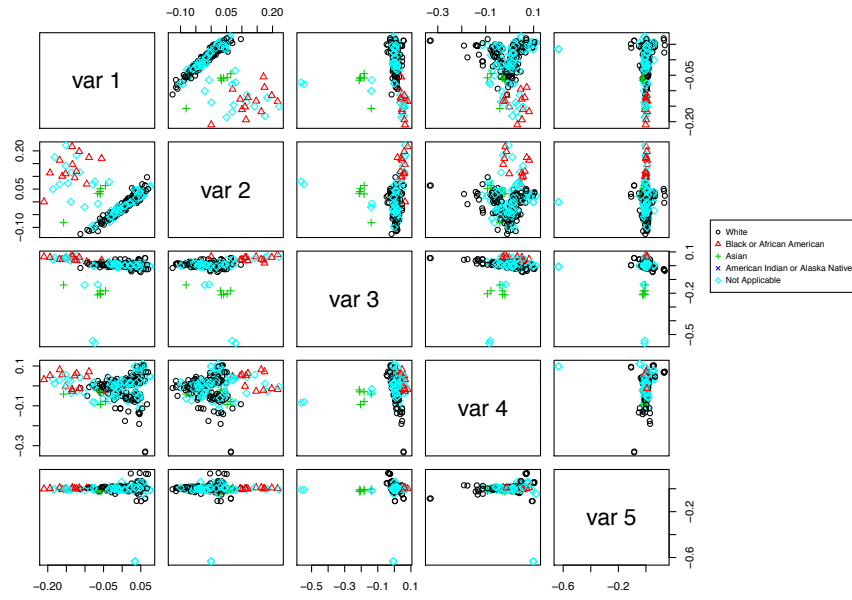 −0.10 0.05 0.20 −0.3 −0.1 0.1
var 1
−0.20 −0.05
−0.10 0.05 0.20
var 2
White
Black or African American
Asian
American Indian or Alaska Native
Not Applicable
var 3
−0.5 −0.2 0.1
−0.3 −0.1 0.1
var 4
var 5
−0.6 −0.2
−0.20 −0.05 0.05 −0.5 −0.3 −0.1 0.1 −0.6 −0.2